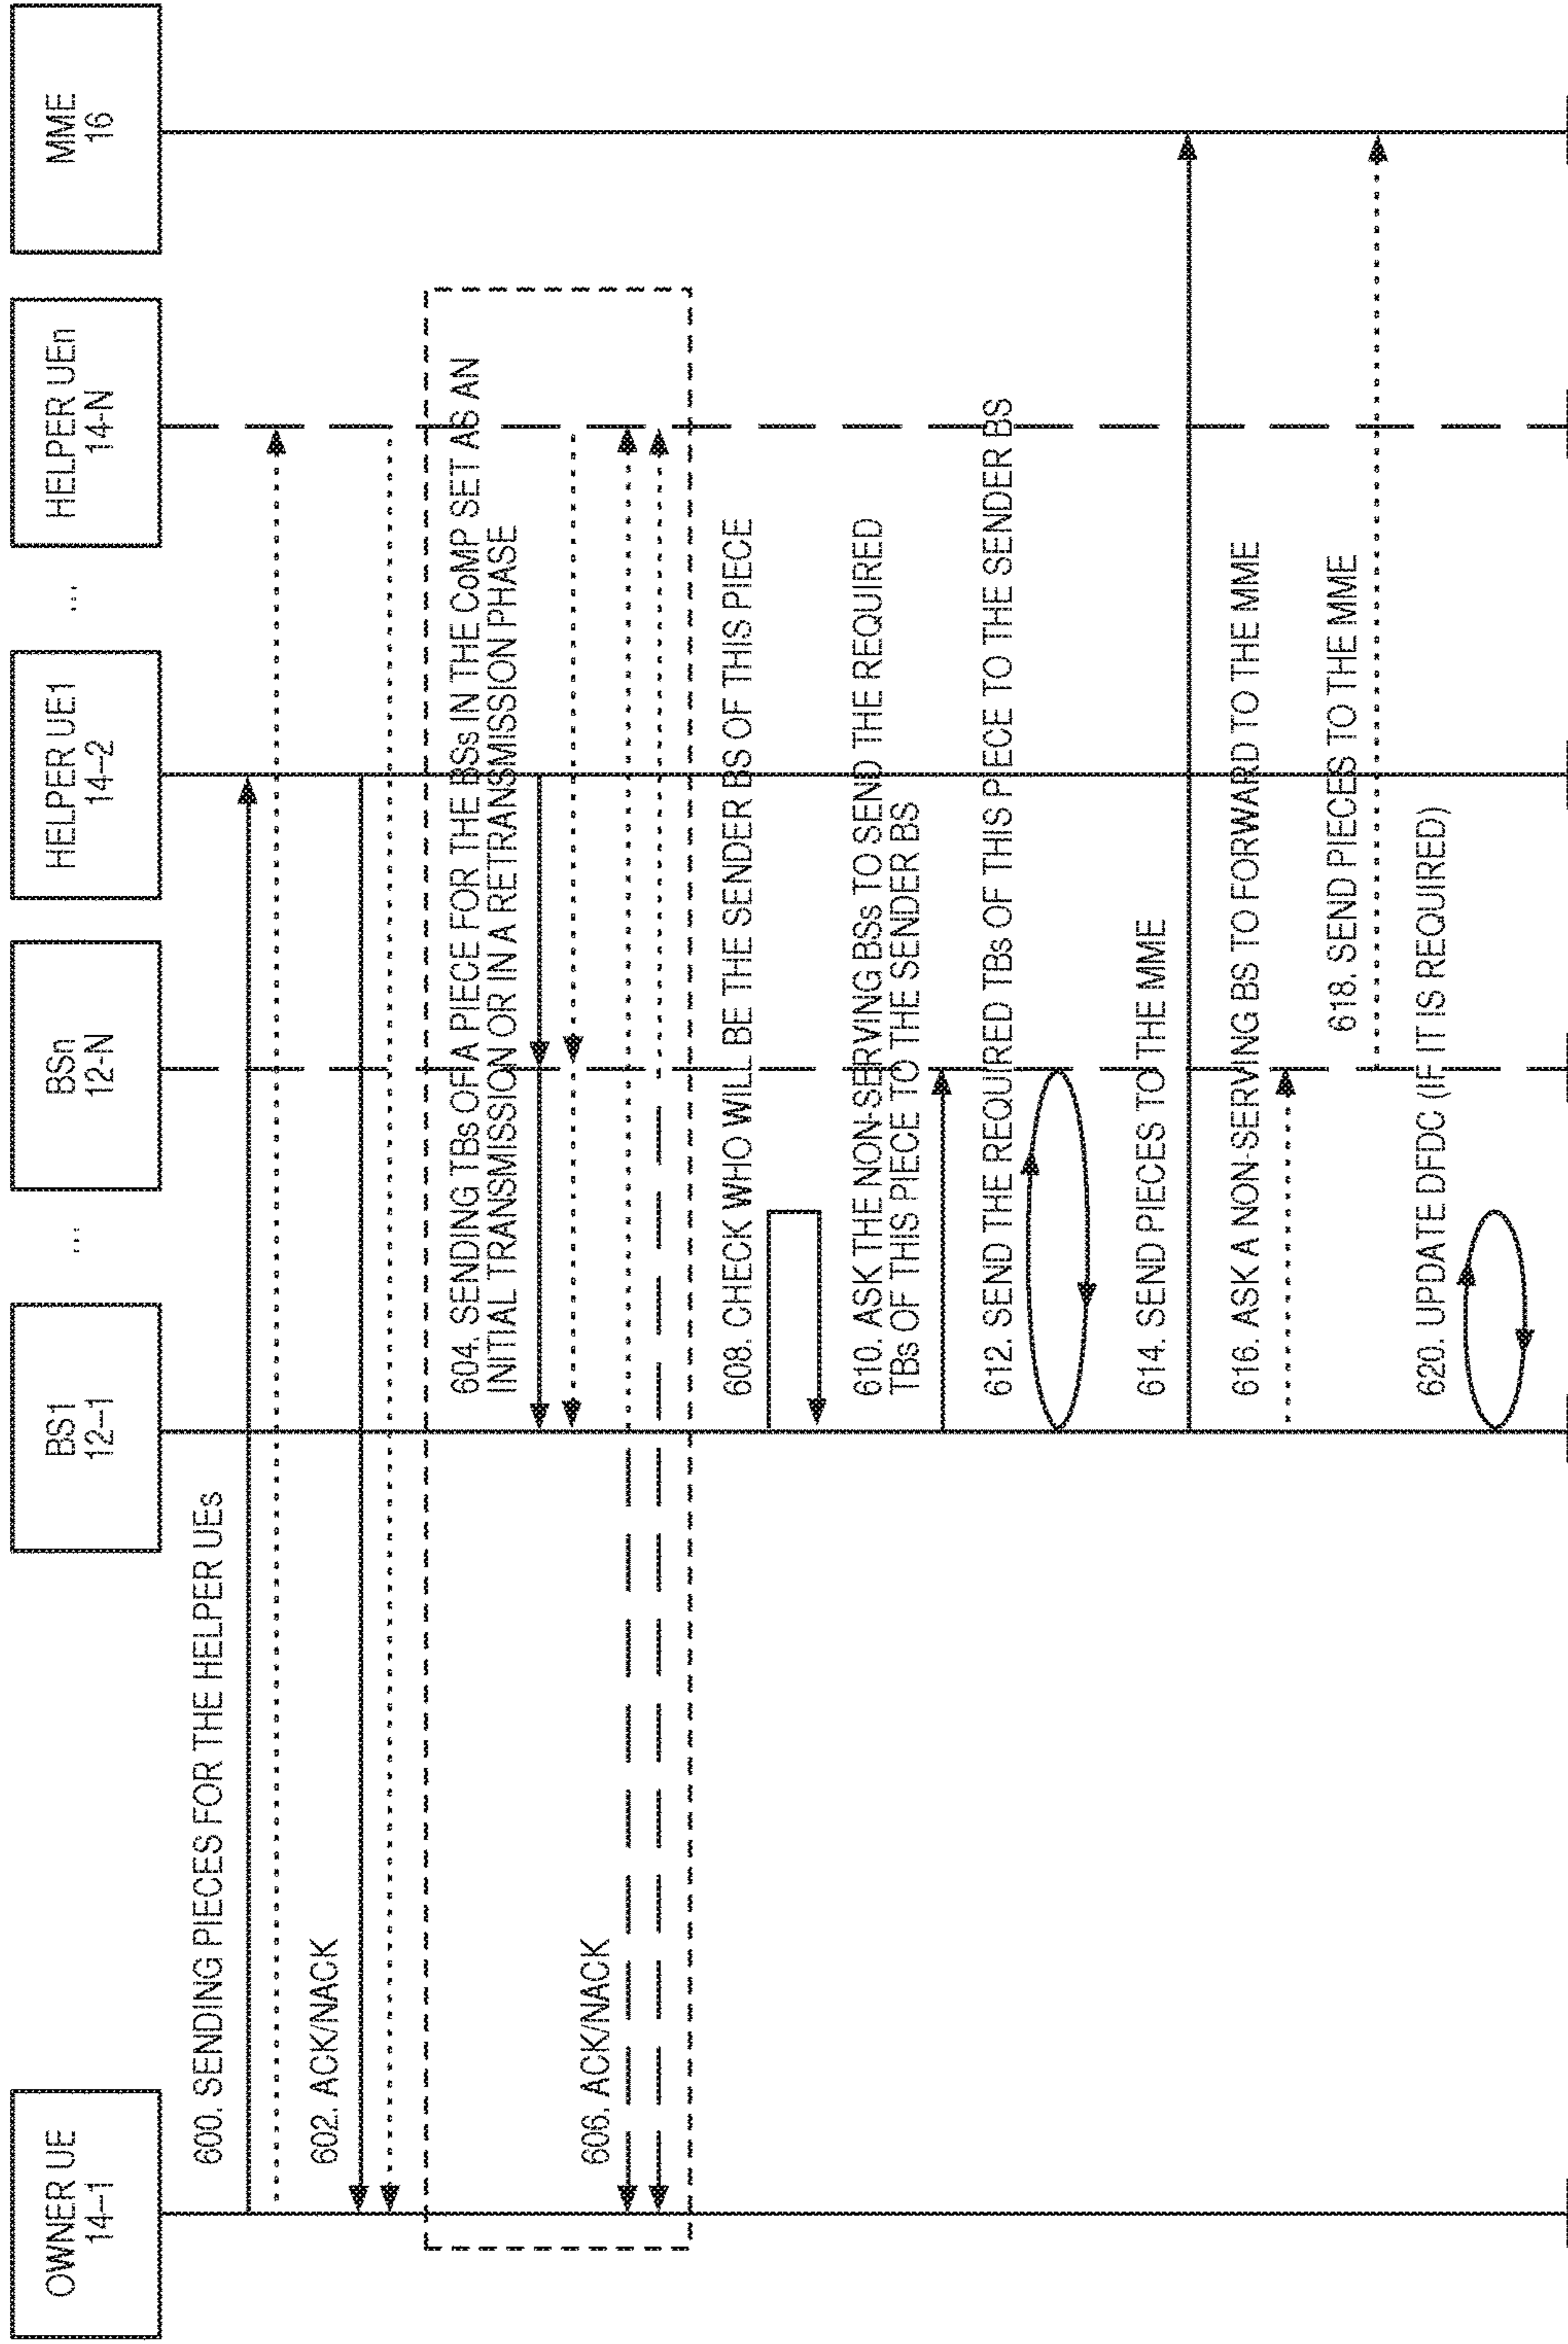 OWNER UE
14–1
BS1
12–1
...
BSn
12-N
HELPER UE1
14–2
...
HELPER UEn
14-N
MME
16
600. SENDING PIECES FOR THE HELPER UEs
602. ACK/NACK
604. SENDING TBs OF A PIECE FOR THE BSs IN THE CoMP SET AS AN
INITIAL TRANSMISSION OR IN A RETRANSMISSION PHASE
606. ACK/NACK
608. CHECK WHO WILL BE THE SENDER BS OF THIS PIECE
610. ASK THE NON-SERVING BSs TO SEND THE REQUIRED
TBs OF THIS PIECE TO THE SENDER BS
612. SEND THE REQUIRED TBs OF THIS PIECE TO THE SENDER BS
614. SEND PIECES TO THE MME
616. ASK A NON-SERVING BS TO FORWARD TO THE MME
618. SEND PIECES TO THE MME
620. UPDATE DFDC (IF IT IS REQUIRED)